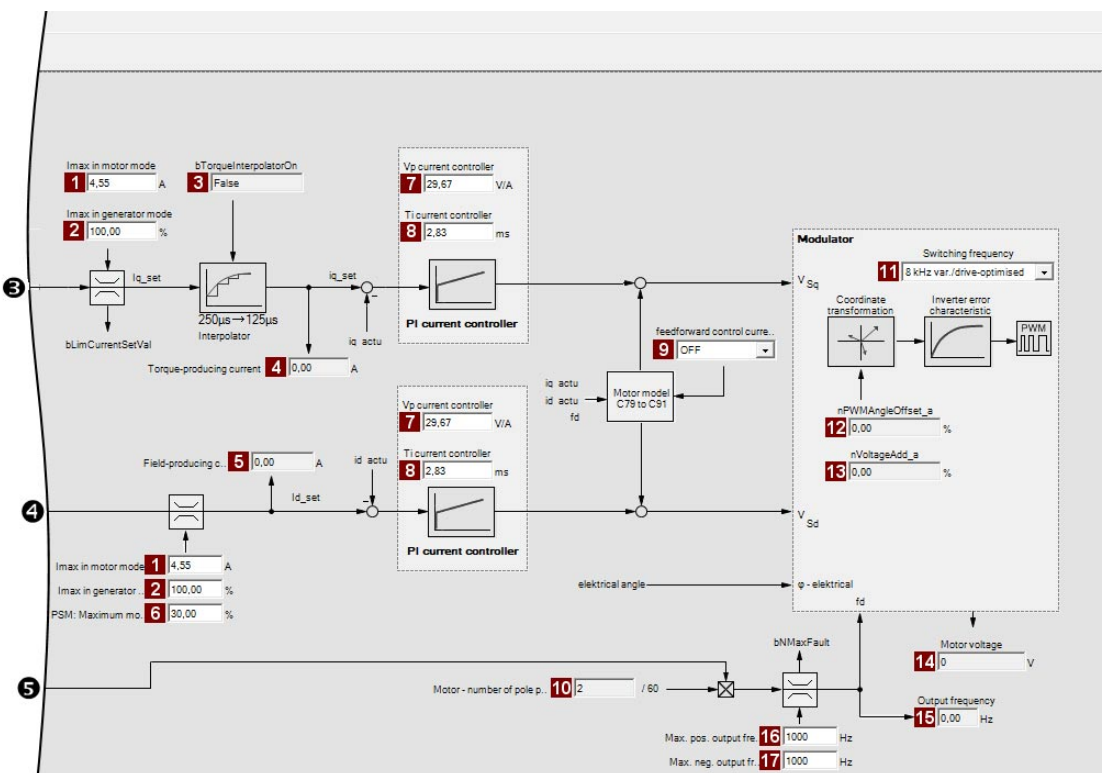 Imax in motor mode
1 4,55 A
bTorqueInterpolatorOn
3 False
Imax in generator mode
2 100,00 %
Vp current controller
7 29,67 V/A
Ti current controller
8 2,83 ms
PI current controller
❸
Iq_set
bLimCurrentSetVal
250µs→125µs
Interpolator
iq_set
-
iq_actu
Torque-producing current 4 0,00 A
feedforward control curre..
9 OFF
iq_actu
id_actu
fd
Motor model
C79 to C91
Modulator
Switching frequency
11 8 kHz var./drive-optimised
V Sq
Coordinate
transformation
Inverter error
characteristic
PWM
nPWMAngleOffset_a
12 0,00 %
nVoltageAdd_a
13 0,00 %
V Sd
φ - elektrical
fd
Vp current controller
7 29,67 V/A
Ti current controller
8 2,83 ms
PI current controller
Field-producing c.. 5 0,00 A
id_actu
-
❹
Id_set
Imax in motor mode 1 4,55 A
Imax in generator .. 2 100,00 %
PSM: Maximum mo.. 6 30,00 %
elektrical angle
❺
Motor - number of pole p.. 10 2 / 60
bNMaxFault
Motor voltage
14 0 V
Output frequency
15 0,00 Hz
Max. pos. output fre.. 16 1000 Hz
Max. neg. output fr.. 17 1000 Hz